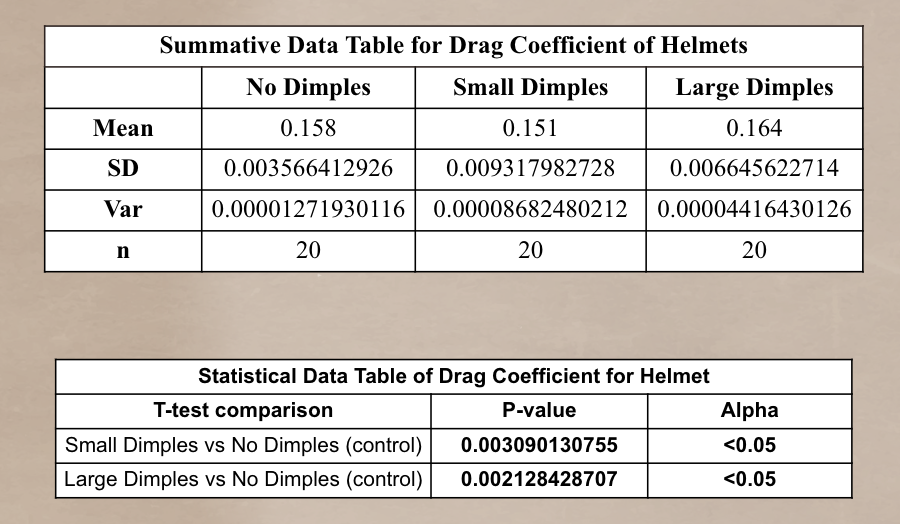 Summative Data Table for Drag Coefficient of Helmets
No Dimples Small Dimples Large Dimples
Mean 0.158 0.151 0.164
SD 0.003566412926 0.009317982728 0.006645622714
Var 0.00001271930116 0.00008682480212 0.00004416430126
n 20 20 20
Statistical Data Table of Drag Coefficient for Helmet
T-test comparison P-value Alpha
Small Dimples vs No Dimples (control) 0.003090130755 <0.05
Large Dimples vs No Dimples (control) 0.002128428707 <0.05